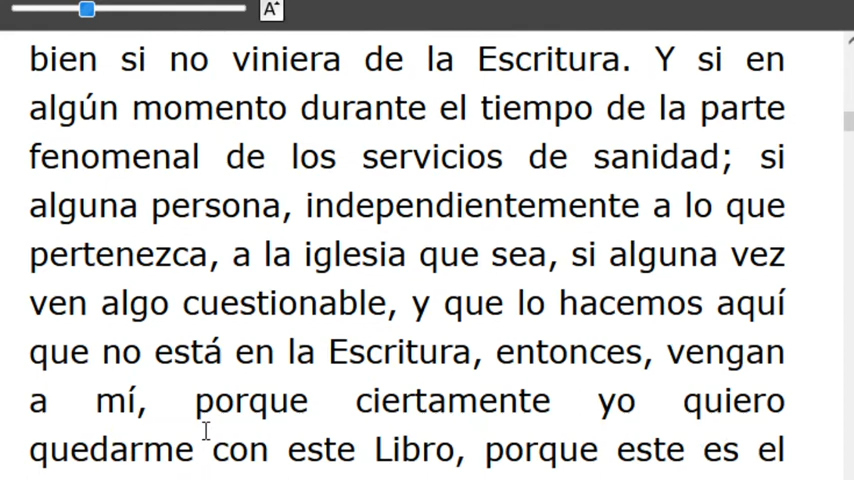 A
bien si no viniera de la Escritura. Y si en
algún momento durante el tiempo de la parte
fenomenal de los servicios de sanidad; si
alguna persona, independientemente a lo que
pertenezca, a la iglesia que sea, si alguna vez
ven algo cuestionable, y que lo hacemos aquí
que no está en la Escritura, entonces, vengan
a mí, porque ciertamente yo quiero
quedarme con este Libro, porque este es el